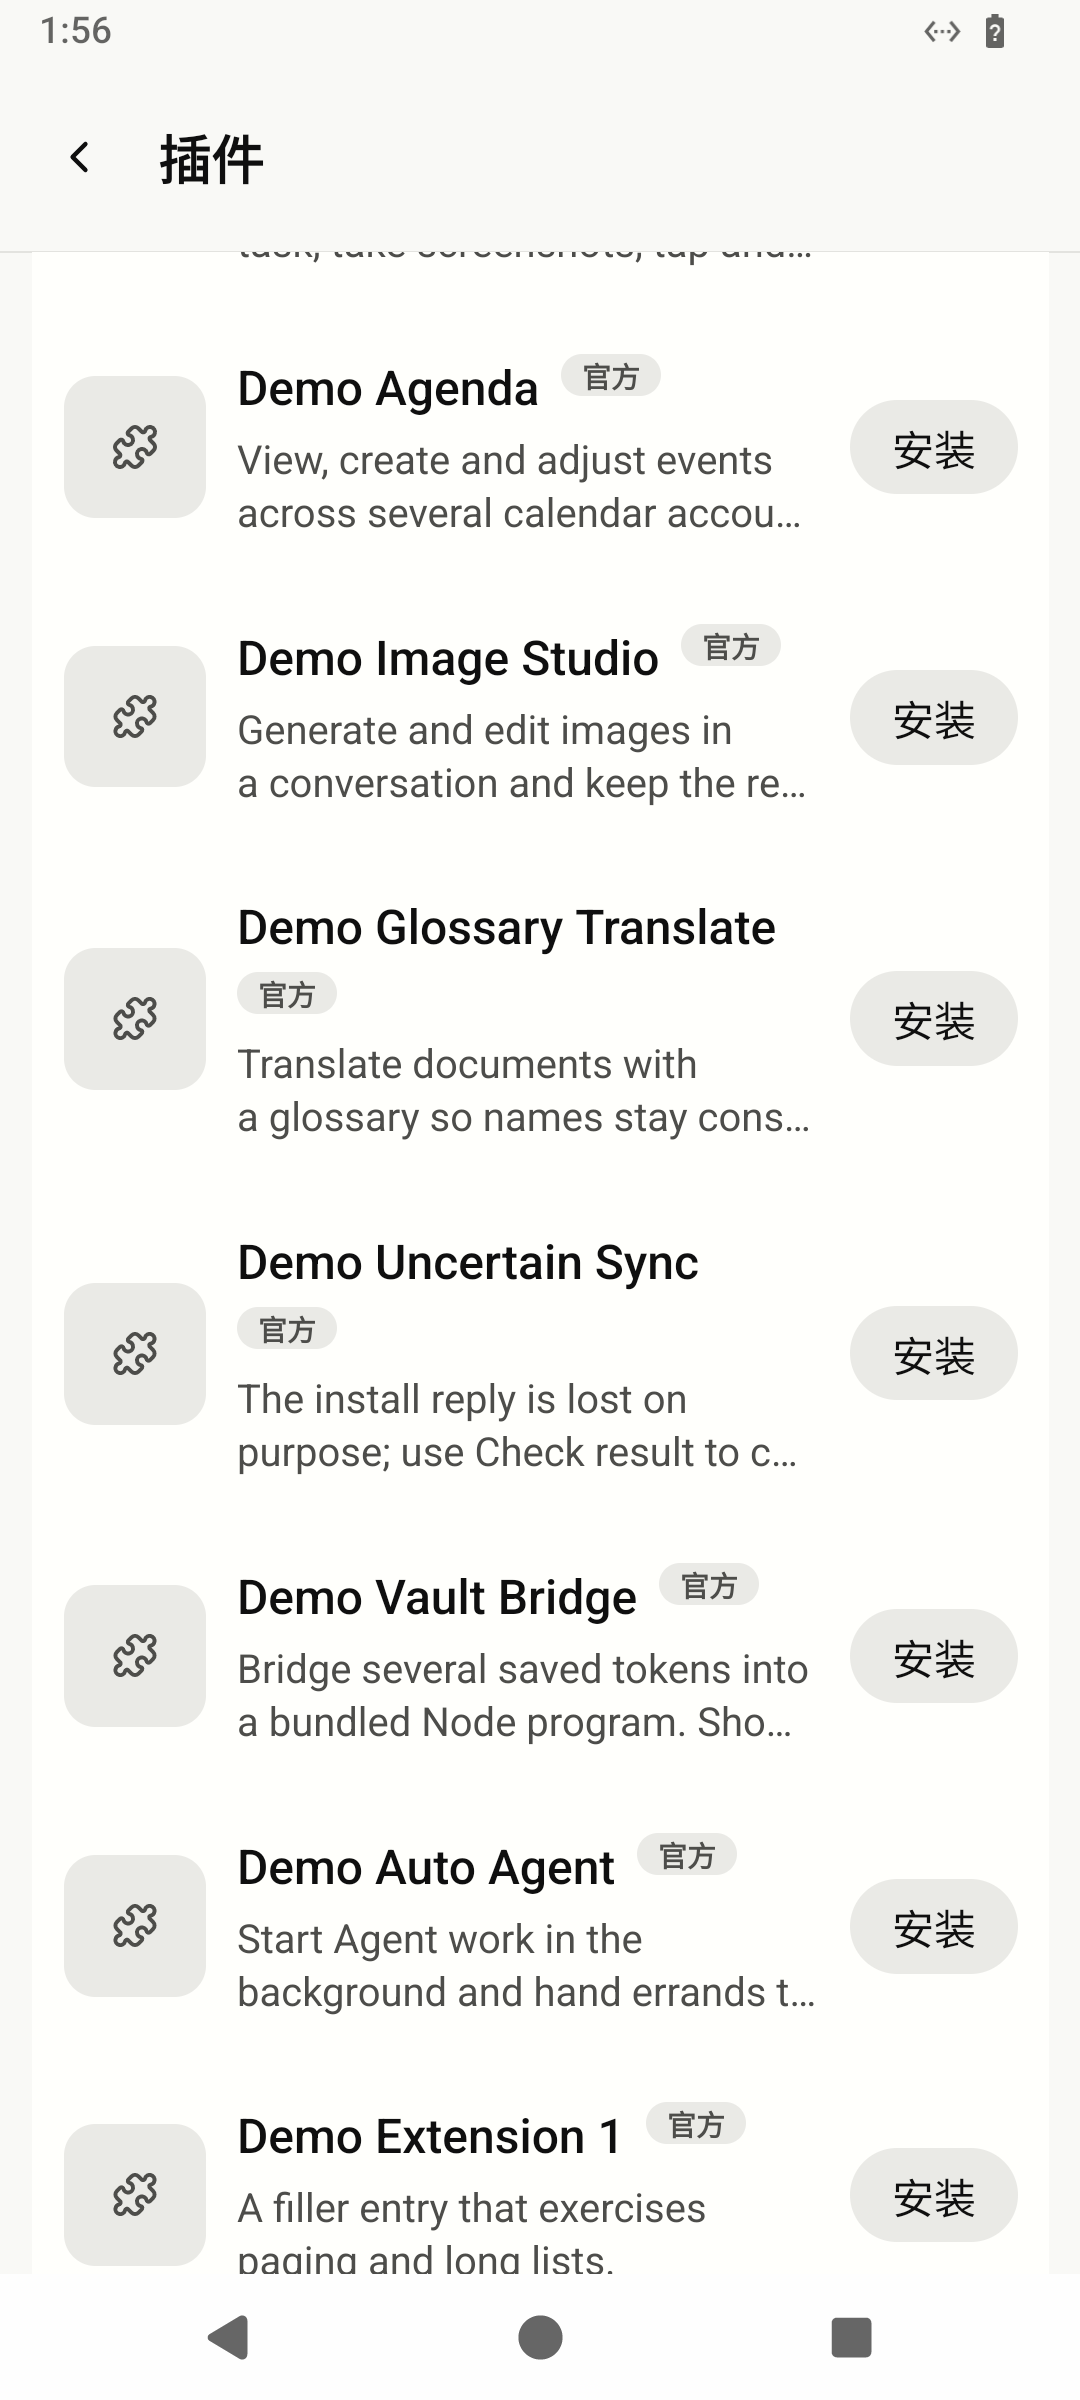 1:56
插件
task, take screenshots, tap and…
Demo Agenda 官方
View, create and adjust events
across several calendar accou…
安装
Demo Image Studio 官方
Generate and edit images in
a conversation and keep the re…
安装
Demo Glossary Translate
官方
Translate documents with
a glossary so names stay cons…
安装
Demo Uncertain Sync
官方
The install reply is lost on
purpose; use Check result to c…
安装
Demo Vault Bridge 官方
Bridge several saved tokens into
a bundled Node program. Sho…
安装
Demo Auto Agent 官方
Start Agent work in the
background and hand errands t…
安装
Demo Extension 1 官方
A filler entry that exercises
paging and long lists.
安装